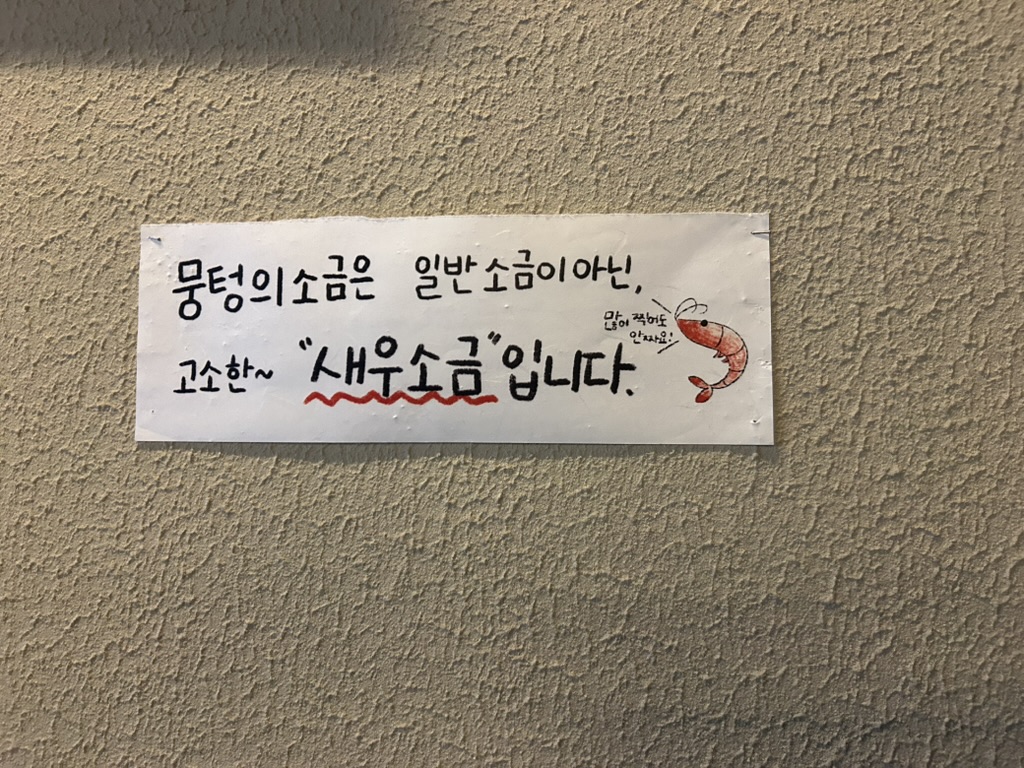 뭉텅의 소금은 일반 소금이 아닌,
고소한~ "새우소금"입니다.
많이 찍어도
안짜요!